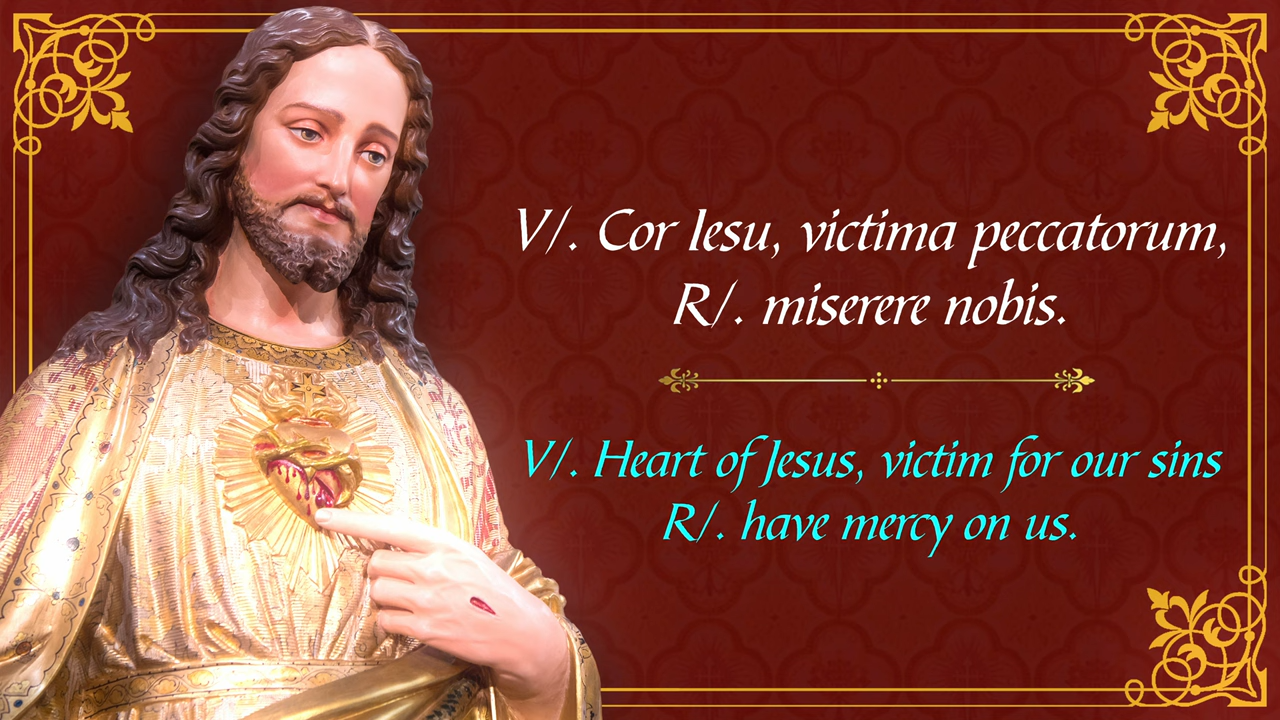 V/. Cor Iesu, victima peccatorum,
R/. miserere nobis.
V/. Heart of Jesus, victim for our sins
R/. have mercy on us.